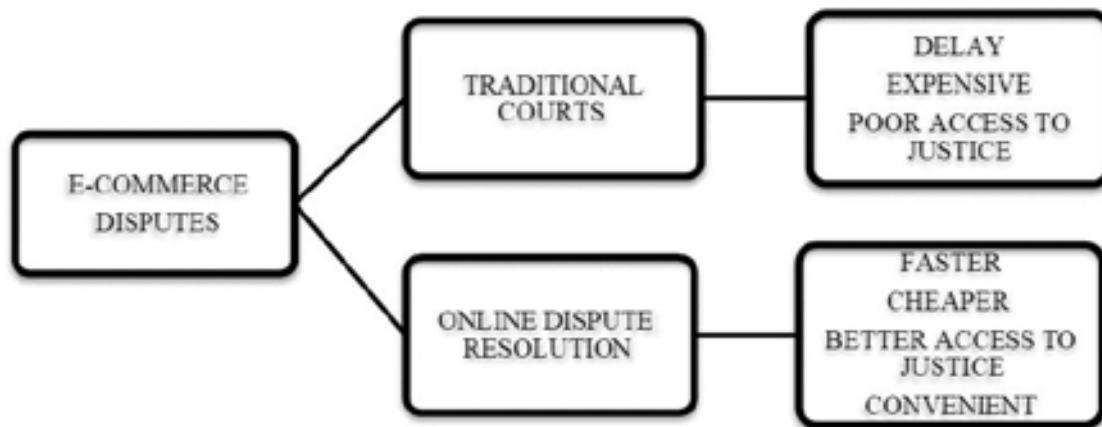 E-COMMERCE
DISPUTES
TRADITIONAL
COURTS
DELAY
EXPENSIVE
POOR ACCESS TO
JUSTICE
ONLINE DISPUTE
RESOLUTION
FASTER
CHEAPER
BETTER ACCESS TO
JUSTICE
CONVENIENT